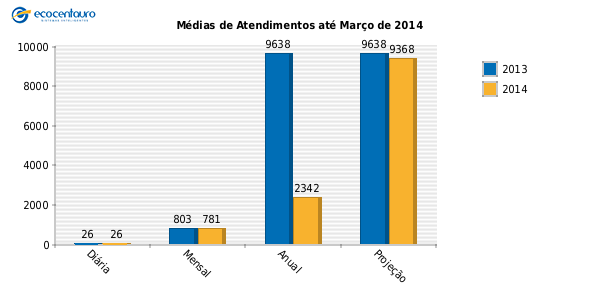 ecocentauro
Médias de Atendimentos até Março de 2014
10000
8000
6000
4000
2000
0
26 26
803 781
9638 2342
9638 9368
Diária
Mensal
Anual
Projeção
2013
2014